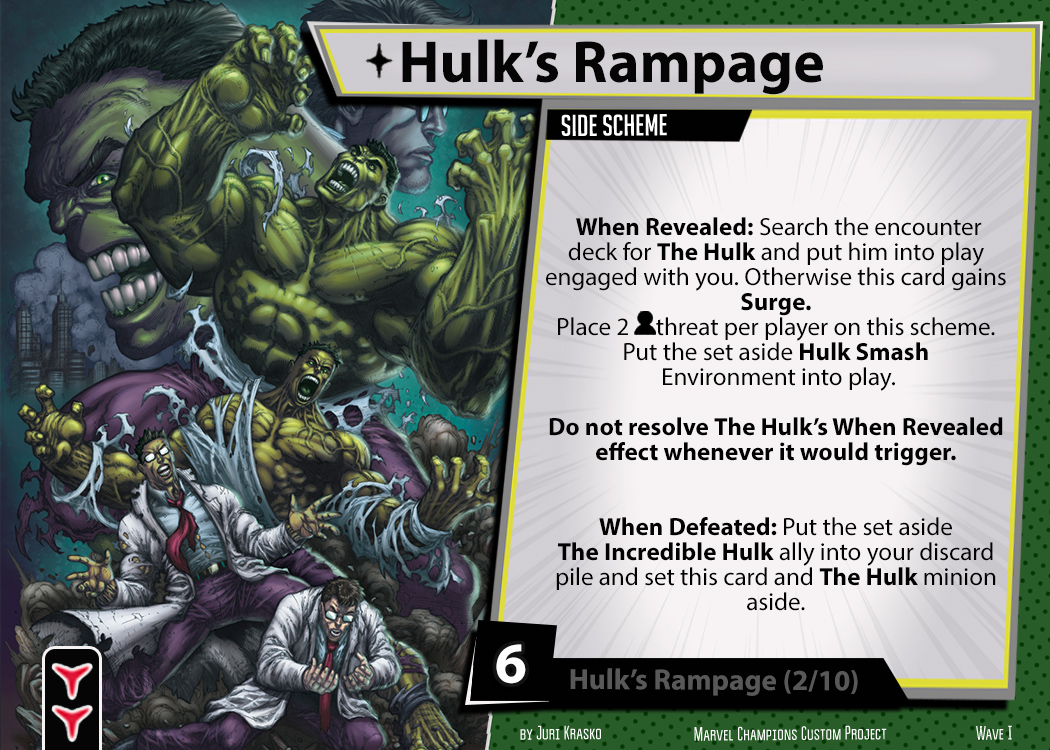 Hulk's Rampage
SIDE SCHEME
When Revealed: Search the encounter
deck for The Hulk and put him into play
engaged with you. Otherwise this card gains
Surge.
Place 2 threat per player on this scheme.
Put the set aside Hulk Smash
Environment into play.
Do not resolve The Hulk's When Revealed
effect whenever it would trigger.
When Defeated: Put the set aside
The Incredible Hulk ally into your discard
pile and set this card and The Hulk minion
aside.
6
Hulk's Rampage (2/10)
BY JURI KRASKO
MARVEL CHAMPIONS CUSTOM PROJECT
WAVE I